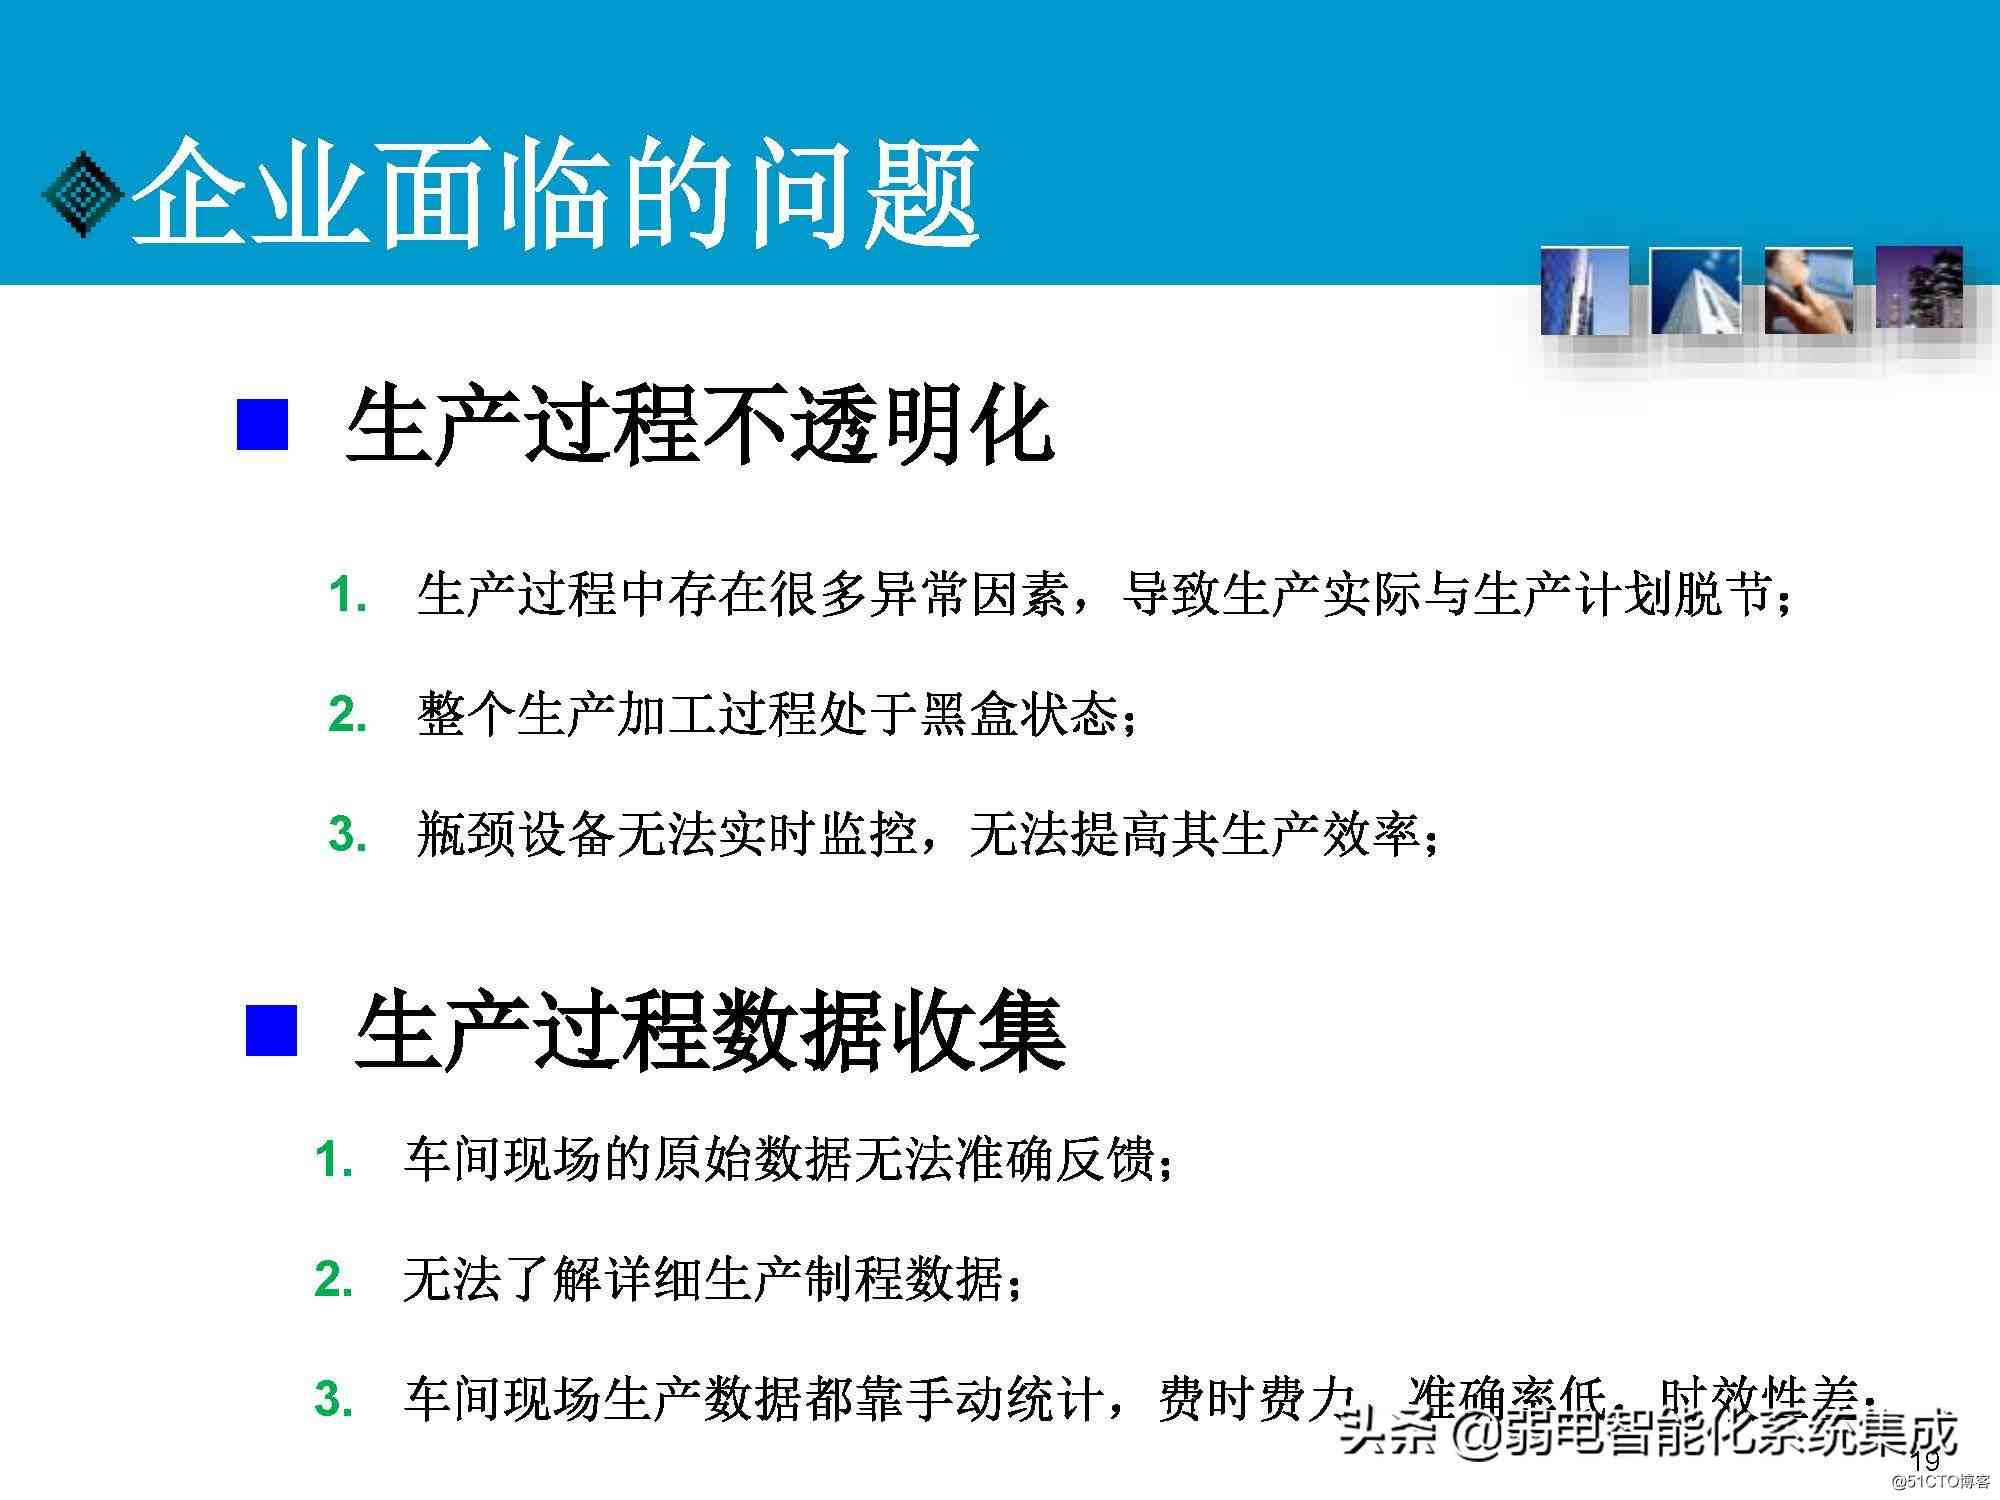 企业面临的问题
生产过程不透明化
1. 生产过程中存在很多异常因素，导致生产实际与生产计划脱节；
2. 整个生产加工过程处于黑盒状态；
3. 瓶颈设备无法实时监控，无法提高其生产效率；
生产过程数据收集
1. 车间现场的原始数据无法准确反馈；
2. 无法了解详细生产制程数据；
3. 车间现场生产数据都靠手动统计，费时费力，准确率低，时效性差；
头条 @弱电智能化系统集成
19
@51CTO博客